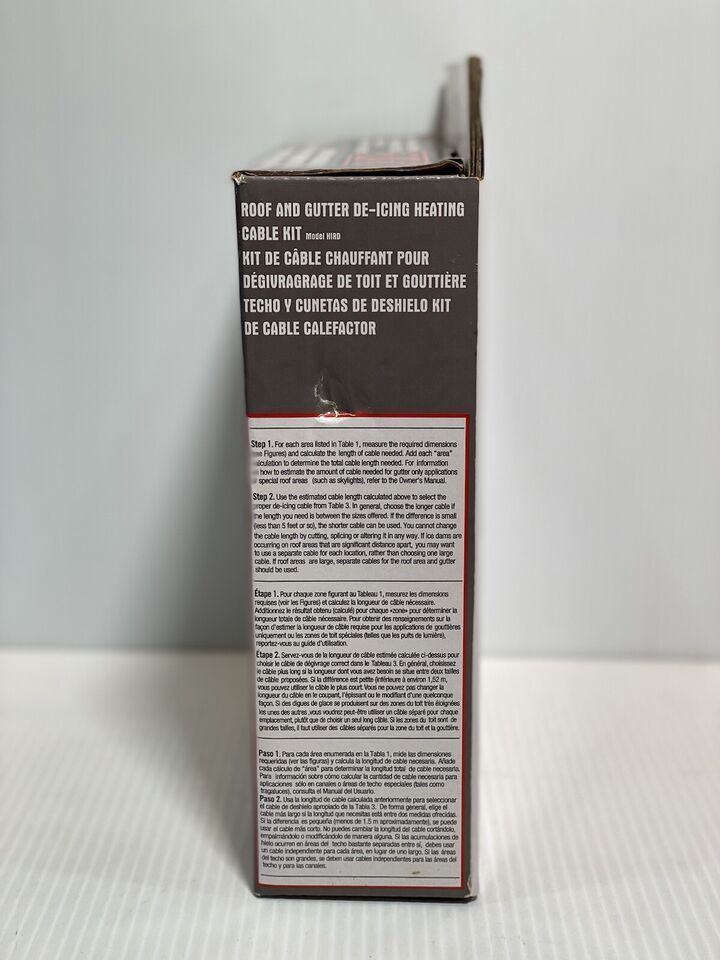 ROOF AND GUTTER DE-ICING HEATING
CABLE KIT Model HIRD
KIT DE CÂBLE CHAUFFANT POUR
DÉGIVRAGRAGE DE TOIT ET GOUTTIÈRE
TECHO Y CUNETAS DE DESHIELO KIT
DE CABLE CALEFACTOR
Step 1. For each area listed in Table 1, measure the required dimensions
Figures) and calculate the length of cable needed. Add each "area"
calculation to determine the total cable length needed. For information
on how to estimate the amount of cable needed for gutter only applications
or special roof areas (such as skylights), refer to the Owner's Manual.
Step 2. Use the estimated cable length calculated above to select the
proper de-icing cable from Table 3. In general, choose the longer cable if
the length you need is between the sizes offered. If the difference is small
(less than 5 feet or so), the shorter cable can be used. You cannot change
the cable length by cutting, splicing or altering it in any way. If ice dams are
occurring on roof areas that are significant distance apart, you may want
to use a separate cable for each location, rather than choosing one large
cable. If roof areas are large, separate cables for the roof area and gutter
should be used.
Étape 1. Pour chaque zone figurant au Tableau 1, mesurez les dimensions
requises (voir les Figures) et calculez la longueur de câble nécessaire.
Additionnez le résultat obtenu (calculé) pour chaque «zone» pour déterminer la
longueur totale de câble nécessaire. Pour obtenir des renseignements sur la
façon d'estimer la longueur de câble requise pour les applications de gouttières
uniquement ou les zones de toit spéciales (telles que les puits de lumière),
reportez-vous au guide d'utilisation.
Étape 2. Servez-vous de la longueur de câble estimée calculée ci-dessus pour
choisir le câble de dégivrage correct dans le Tableau 3. En général, choisissez
le câble plus long si la longueur dont vous avez besoin se situe entre deux tailles
de câble proposées. Si la différence est petite (inférieure à environ 1,52 m,
vous pouvez utiliser le câble le plus court. Vous ne pouvez pas changer la
longueur du câble en le coupant, l'épissant ou le modifiant d'une quelconque
façon. Si des digues de glace se produisent sur des zones du toit très éloignées
les unes des autres ,vous voudrez peut-être utiliser un câble séparé pour chaque
emplacement, plutôt que de choisir un seul long câble. Si les zones du toit sont de
grandes tailles, il faut utiliser des câbles séparés pour la zone du toit et la gouttière.
Paso 1. Para cada área enumerada en la Tabla 1, mide las dimensiones
requeridas (ver las figuras) y calcula la longitud de cable necesaria. Añade
cada cálculo de "área" para determinar la longitud total de cable necesaria.
Para información sobre cómo calcular la cantidad de cable necesaria para
aplicaciones sólo en canales o áreas de techo especiales (tales como
tragaluces), consulta el Manual del Usuario.
Paso 2. Usa la longitud de cable calculada anteriormente para seleccionar
el cable de deshielo apropiado de la Tabla 3. De forma general, elige el
cable más largo si la longitud que necesitas está entre dos medidas ofrecidas.
Si la diferencia es pequeña (menos de 1.5 m aproximadamente), se puede
usar el cable más corto. No puedes cambiar la longitud del cable cortándolo,
empalmándolo o modificándolo de manera alguna. Si las acumulaciones de
hielo ocurren en áreas del techo bastante separadas entre sí, debes usar
un cable independiente para cada área, en lugar de uno largo. Si las áreas
del techo son grandes, se deben usar cables independientes para las áreas del
techo y para las canales.